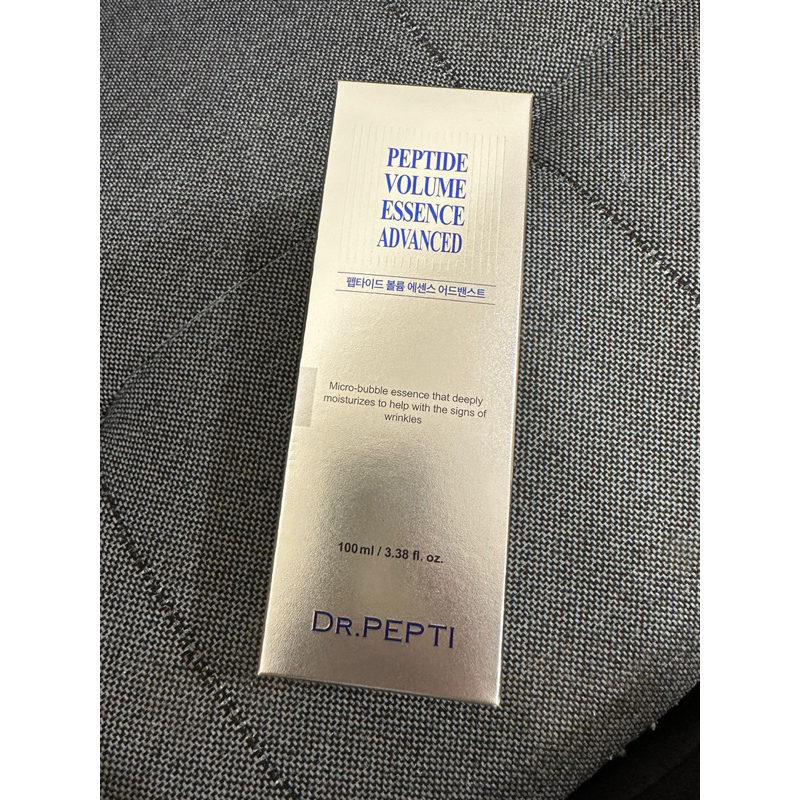 PEPTIDE
VOLUME
ESSENCE
ADVANCED
펩타이드 볼륨 에센스 어드밴스트
Micro-bubble essence that deeply
moisturizes to help with the signs of
wrinkles
100ml / 3.38 fl. oz.
DR.PEPTI